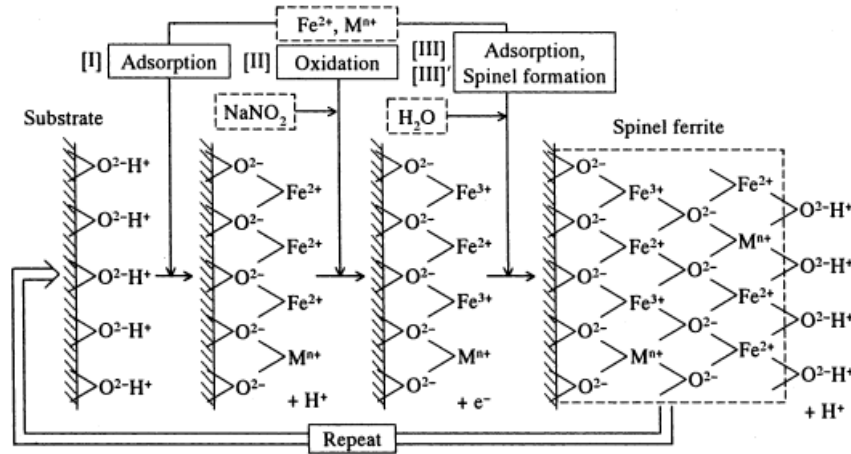 Fe²⁺, Mⁿ⁺
[I] Adsorption
[II] Oxidation
[III]
[III]′
Adsorption,
Spinel formation
NaNO₂
H₂O
Substrate
O²⁻H⁺
O²⁻H⁺
O²⁻H⁺
O²⁻H⁺
O²⁻H⁺
O²⁻
Fe²⁺
O²⁻
Fe²⁺
O²⁻
Fe²⁺
O²⁻
Mⁿ⁺
O²⁻
+ H⁺
O²⁻
Fe³⁺
O²⁻
Fe²⁺
O²⁻
Fe³⁺
O²⁻
Mⁿ⁺
O²⁻
+ e⁻
Spinel ferrite
O²⁻ Fe³⁺ Fe²⁺
O²⁻ O²⁻ O²⁻H⁺
Fe²⁺ Mⁿ⁺
O²⁻ O²⁻ O²⁻H⁺
Fe³⁺ Fe²⁺
O²⁻ O²⁻ O²⁻H⁺
Mⁿ⁺ Fe²⁺
O²⁻ O²⁻ O²⁻H⁺
+ H⁺
Repeat